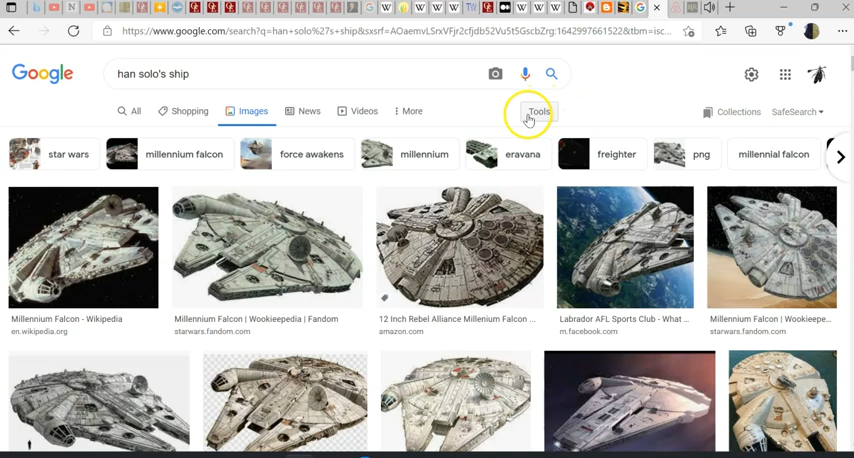 https://www.google.com/search?q=han+solo's+ship&sxsrf=AOaemvLSrxVFjr2cfjdb52Vu5t5GscbZrg:1642997661522&tbm=isc...
Google
han solo's ship
All
Shopping
Images
News
Videos
More
Tools
Collections
SafeSearch
star wars
millennium falcon
force awakens
millennium
eravana
freighter
png
millennial falcon
Millennium Falcon - Wikipedia
Millennium Falcon | Wookieepedia | Fandom
12 Inch Rebel Alliance Millenium Falcon ...
Labrador AFL Sports Club - What ...
Millennium Falcon | Wookieepe...
en.wikipedia.org
starwars.fandom.com
amazon.com
m.facebook.com
starwars.fandom.com